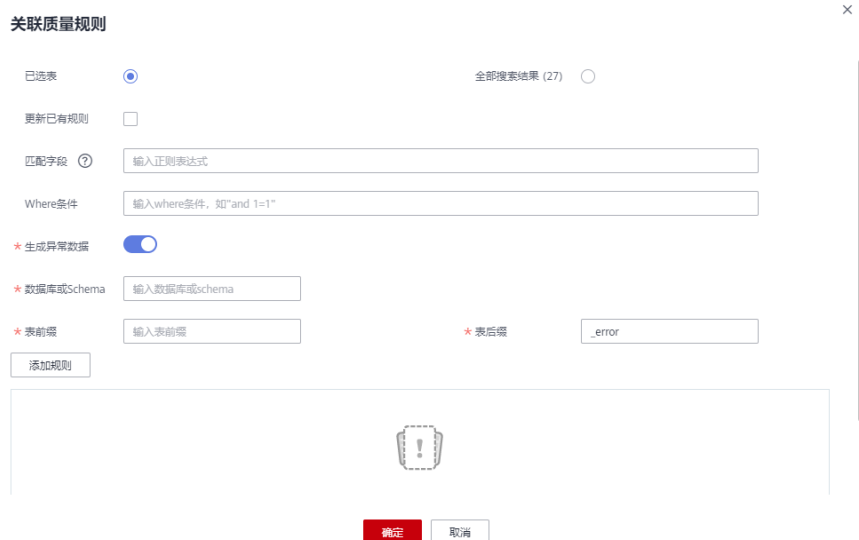 关联质量规则
已选表 全部搜索结果 (27)
更新已有规则
匹配字段 ? 输入正则表达式
Where条件 输入where条件，如"and 1=1"
* 生成异常数据
* 数据库或Schema 输入数据库或schema
* 表前缀 输入表前缀 * 表后缀 _error
添加规则
确定 取消